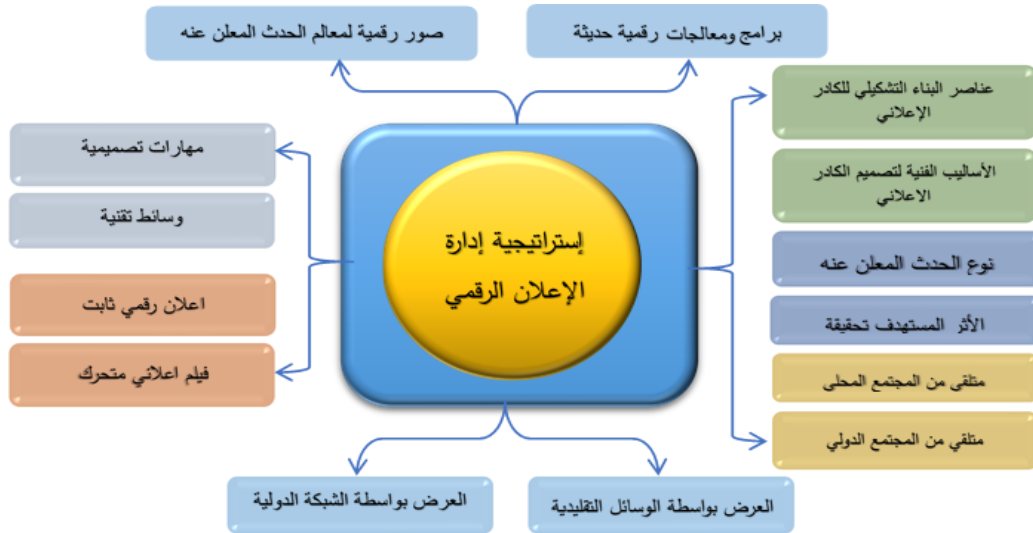 برامج ومعالجات رقمية حديثة
صور رقمية لمعالم الحدث المعلن عنه
عناصر البناء التشكيلي للكادر
الإعلاني
الأساليب الفنية لتصميم الكادر
الاعلاني
نوع الحدث المعلن عنه
الأثر المستهدف تحقيقة
متلقى من المجتمع المحلى
متلقي من المجتمع الدولي
إستراتيجية إدارة
الإعلان الرقمي
مهارات تصميمية
وسائط تقنية
اعلان رقمي ثابت
فيلم اعلاني متحرك
العرض بواسطة الوسائل التقليدية
العرض بواسطة الشبكة الدولية